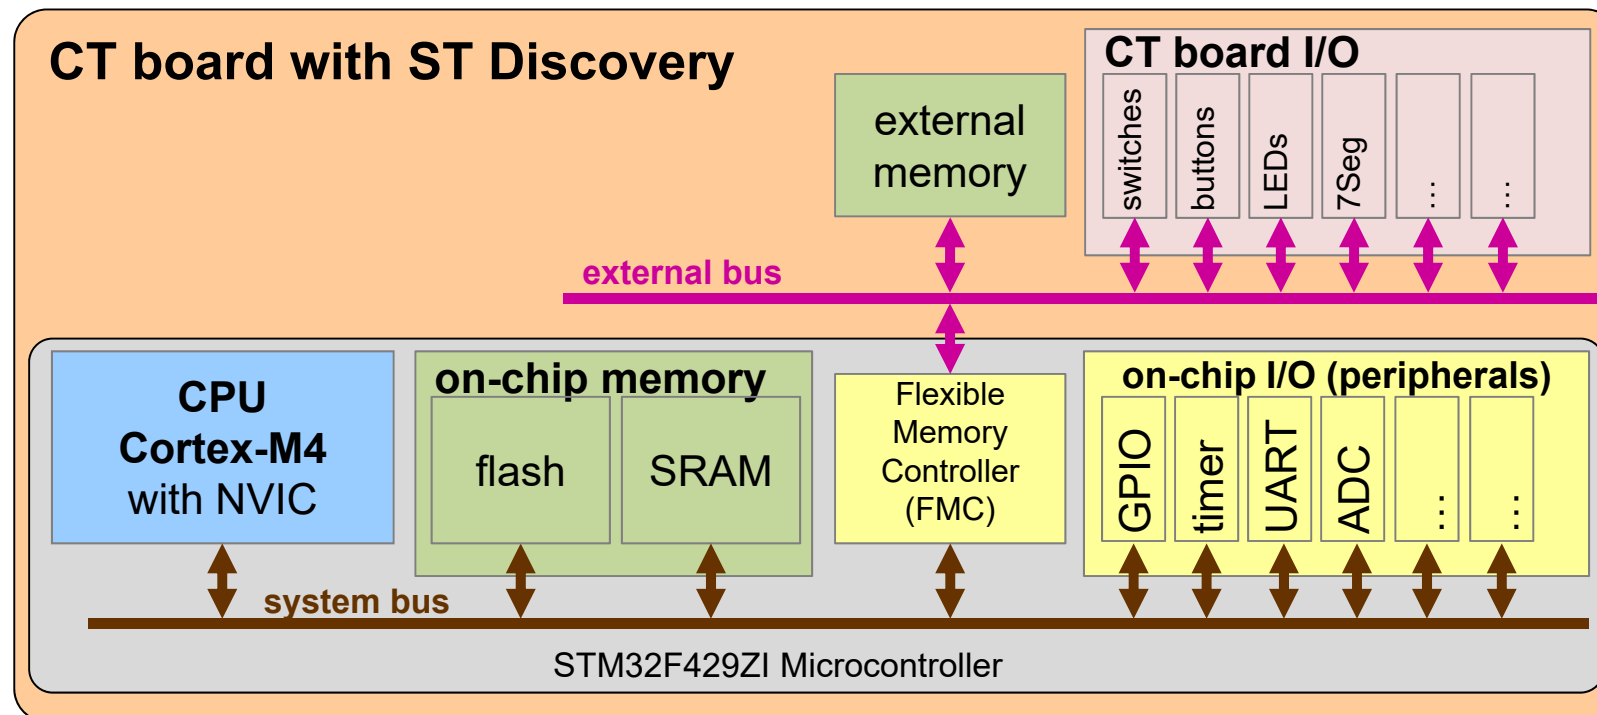 CT board with ST Discovery
external
memory
CT board I/O
switches
buttons
LEDs
7Seg
...
...
external bus
CPU
Cortex-M4
with NVIC
on-chip memory
flash
SRAM
Flexible
Memory
Controller
(FMC)
on-chip I/O (peripherals)
GPIO
timer
UART
ADC
...
...
system bus
STM32F429ZI Microcontroller